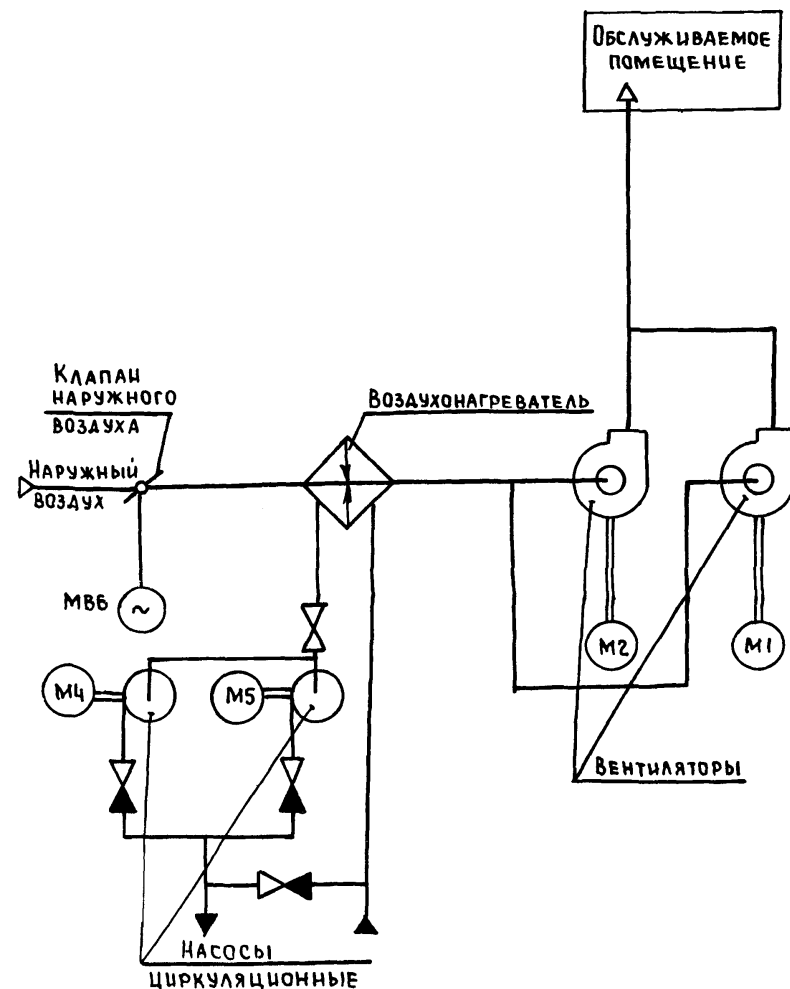 Обслуживаемое
помещение
Клапан
наружного
воздуха
Воздухонагреватель
Наружный
воздух
МВ6
~
М2
М1
М4
М5
Вентиляторы
Насосы
циркуляционные